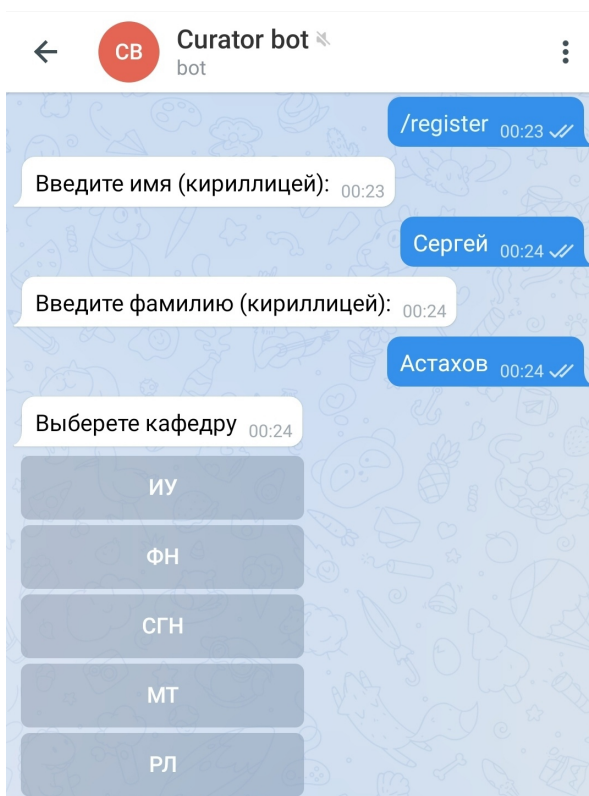 CB
Curator bot
bot
/register 00:23
Введите имя (кириллицей): 00:23
Сергей 00:24
Введите фамилию (кириллицей): 00:24
Астахов 00:24
Выберете кафедру 00:24
ИУ
ФН
СГН
МТ
РЛ